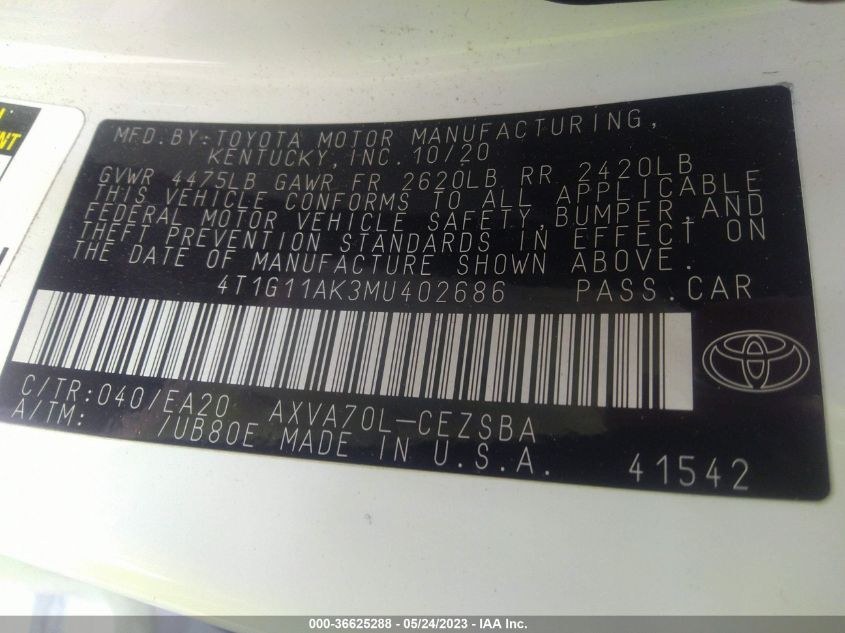 NT
MFD.BY:TOYOTA MOTOR MANUFACTURING,
KENTUCKY,INC.10/20
GVWR 4475LB GAWR FR 2620LB RR 2420LB
THIS VEHICLE CONFORMS TO ALL APPLICABLE
FEDERAL MOTOR VEHICLE SAFETY,BUMPER,AND
THEFT PREVENTION STANDARDS IN EFFECT ON
THE DATE OF MANUFACTURE SHOWN ABOVE.
4T1G11AK3MU402686 PASS.CAR
C/TR:040/EA20 AXVA70L-CEZSBA
A/TM: /UB80E MADE IN U.S.A.
41542
000-36625288 - 05/24/2023 - IAA Inc.